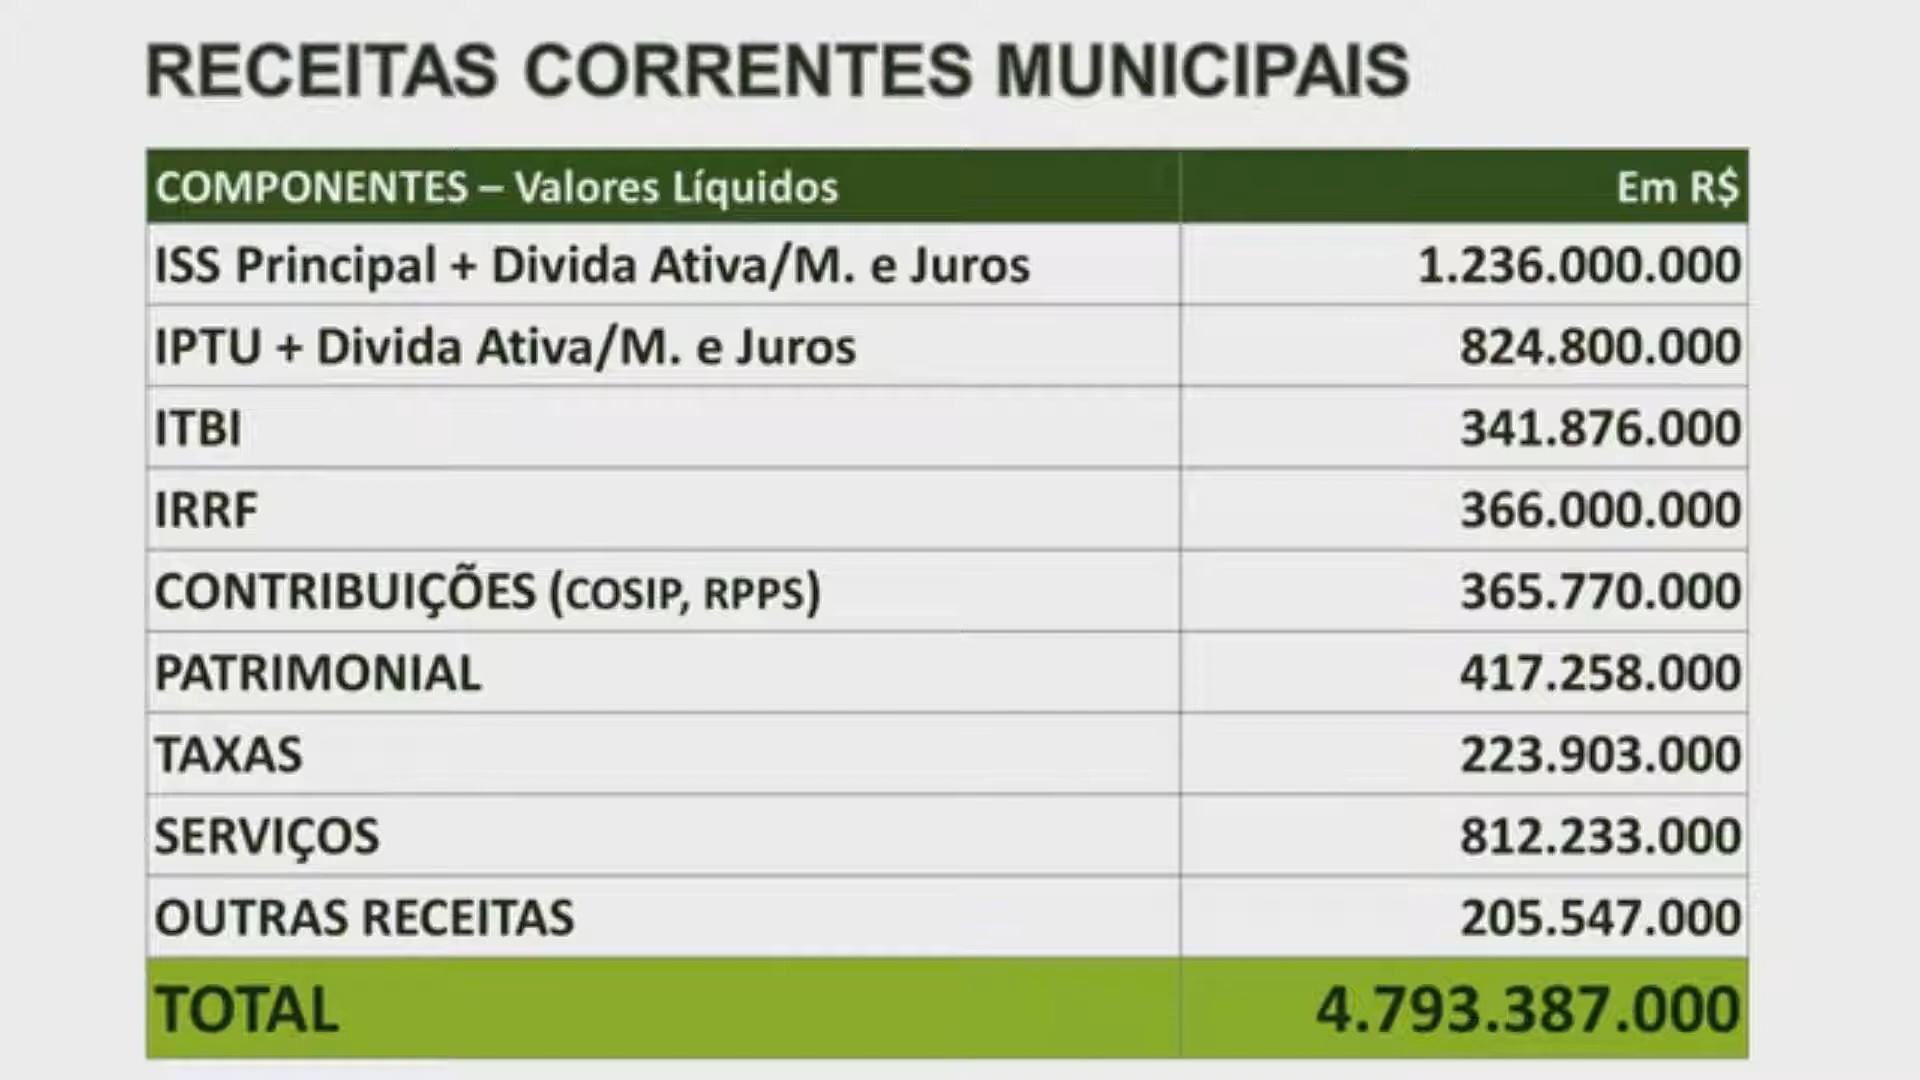 RECEITAS CORRENTES MUNICIPAIS
COMPONENTES – Valores Líquidos Em R$
ISS Principal + Divida Ativa/M. e Juros 1.236.000.000
IPTU + Divida Ativa/M. e Juros 824.800.000
ITBI 341.876.000
IRRF 366.000.000
CONTRIBUIÇÕES (COSIP, RPPS) 365.770.000
PATRIMONIAL 417.258.000
TAXAS 223.903.000
SERVIÇOS 812.233.000
OUTRAS RECEITAS 205.547.000
TOTAL 4.793.387.000